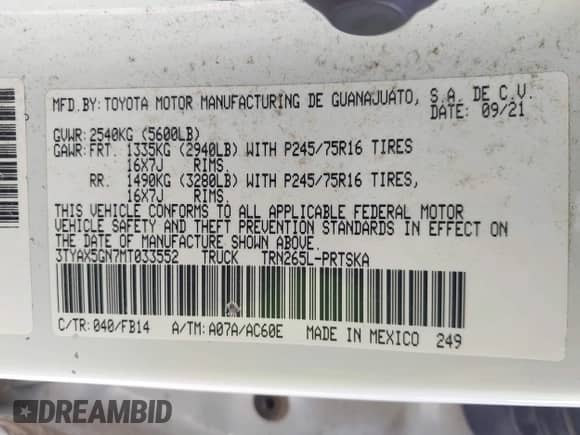 MFD.BY: TOYOTA MOTOR MANUFACTURING DE GUANAJUATO, S.A. DE C.V.
DATE: 09/21
GVWR: 2540KG (5600LB)
GAWR: FRT. 1335KG (2940LB) WITH P245/75R16 TIRES
16X7J RIMS.
RR. 1490KG (3280LB) WITH P245/75R16 TIRES,
16X7J RIMS.
THIS VEHICLE CONFORMS TO ALL APPLICABLE FEDERAL MOTOR
VEHICLE SAFETY AND THEFT PREVENTION STANDARDS IN EFFECT ON
THE DATE OF MANUFACTURE SHOWN ABOVE.
3TYAX5GN7MT033552 TRUCK TRN265L-PRTSKA
C/TR: 040/FB14 A/TM: A07A/AC60E MADE IN MEXICO 249
DREAMBID